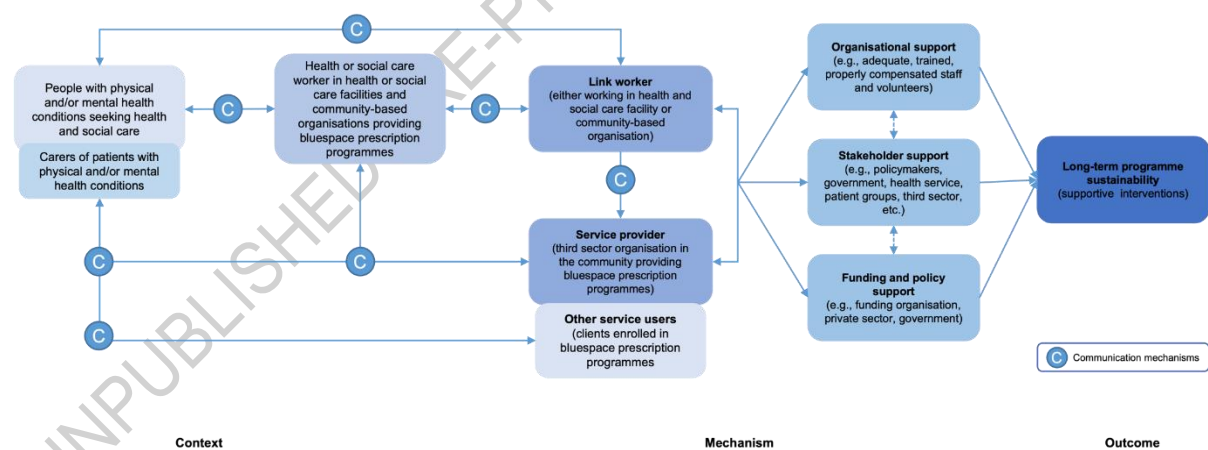 C
People with physical
and/or mental health
conditions seeking health
and social care
Carers of patients with
physical and/or mental
health conditions
C
Health or social care
worker in health or social
care facilities and
community-based
organisations providing
bluespace prescription
programmes
C
Link worker
(either working in health and
social care facility or
community-based
organisation)
C
Service provider
(third sector organisation in
the community providing
bluespace prescription
programmes)
Other service users
(clients enrolled in
bluespace prescription
programmes
C
C
C
Organisational support
(e.g., adequate, trained,
properly compensated staff
and volunteers)
Stakeholder support
(e.g., policymakers,
government, health service,
patient groups, third sector,
etc.)
Funding and policy
support
(e.g., funding organisation,
private sector, government)
Long-term programme
sustainability
(supportive interventions)
C Communication mechanisms
Context
Mechanism
Outcome